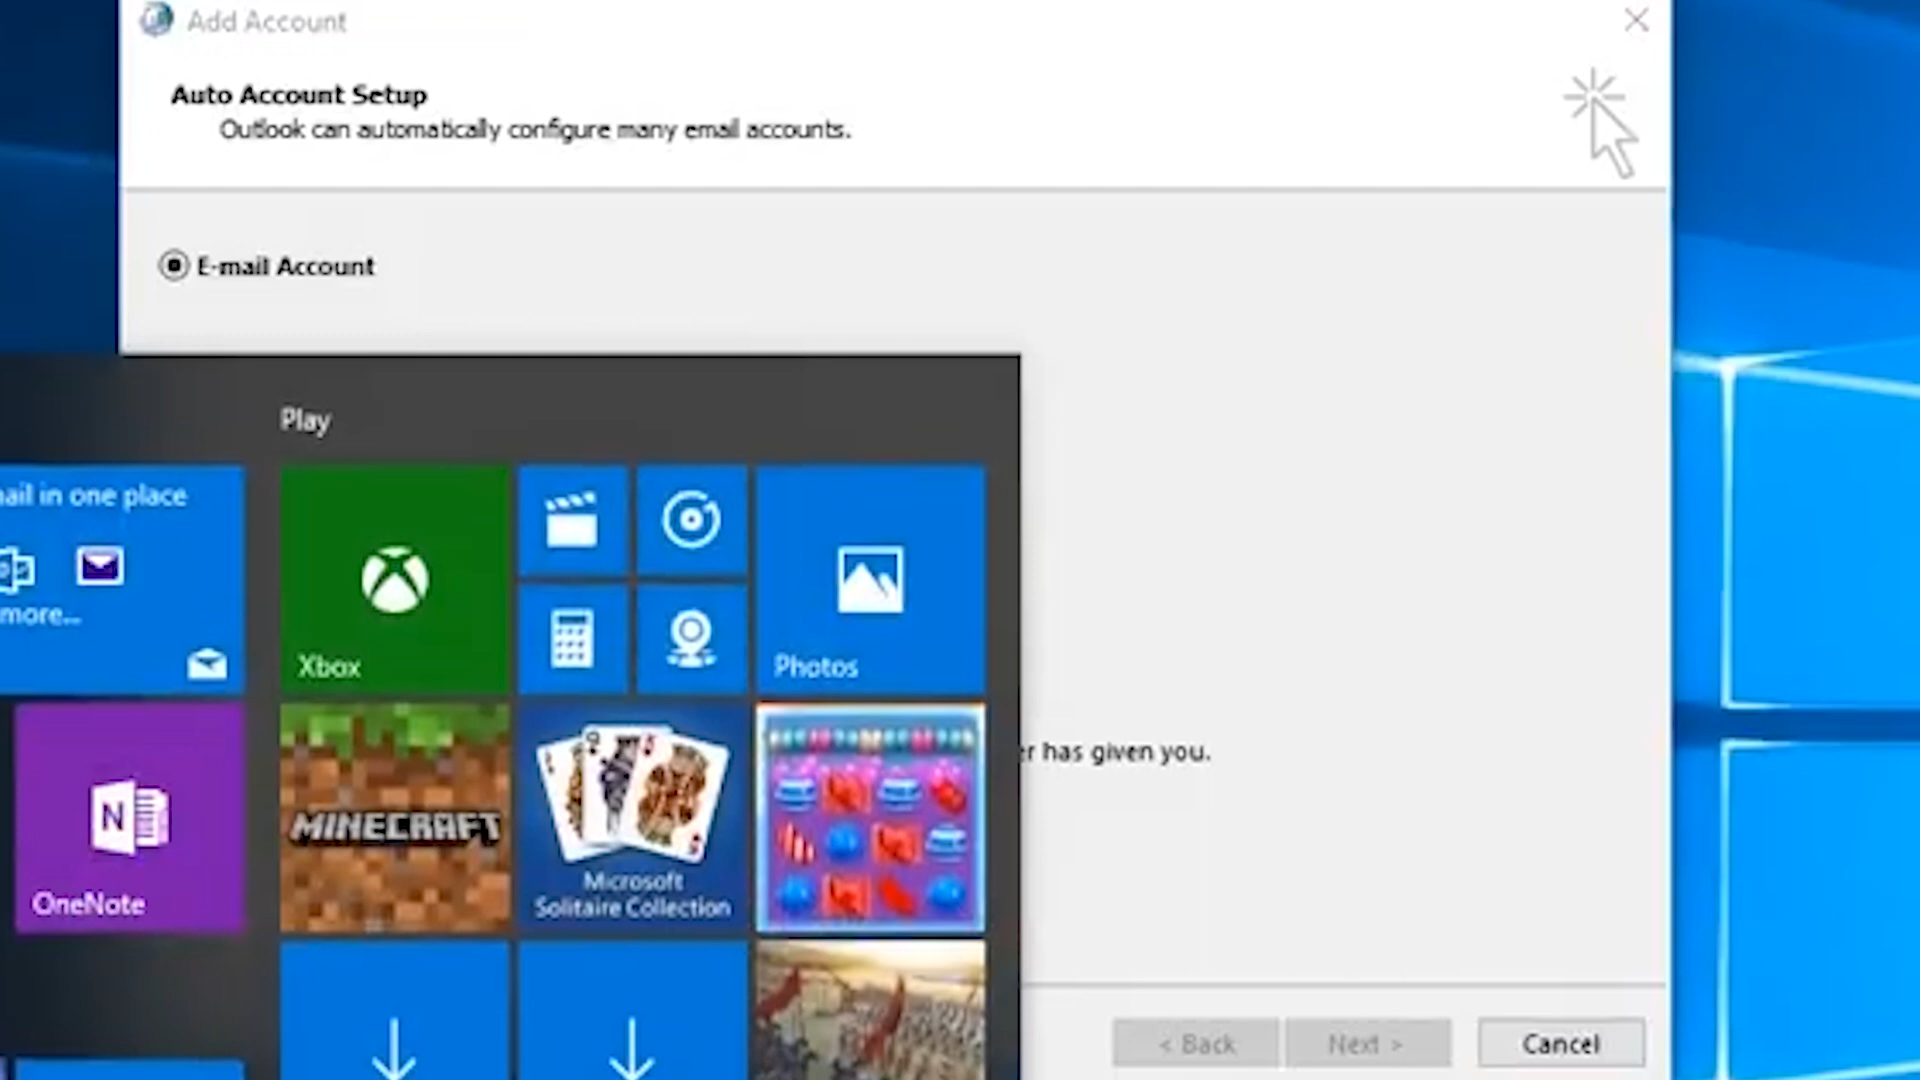 Add Account
Auto Account Setup
Outlook can automatically configure many email accounts.
E-mail Account
Play
ail in one place
more...
Xbox
Photos
has given you.
OneNote
N
MINECRAFT
Microsoft
Solitaire Collection
< Back
Next >
Cancel